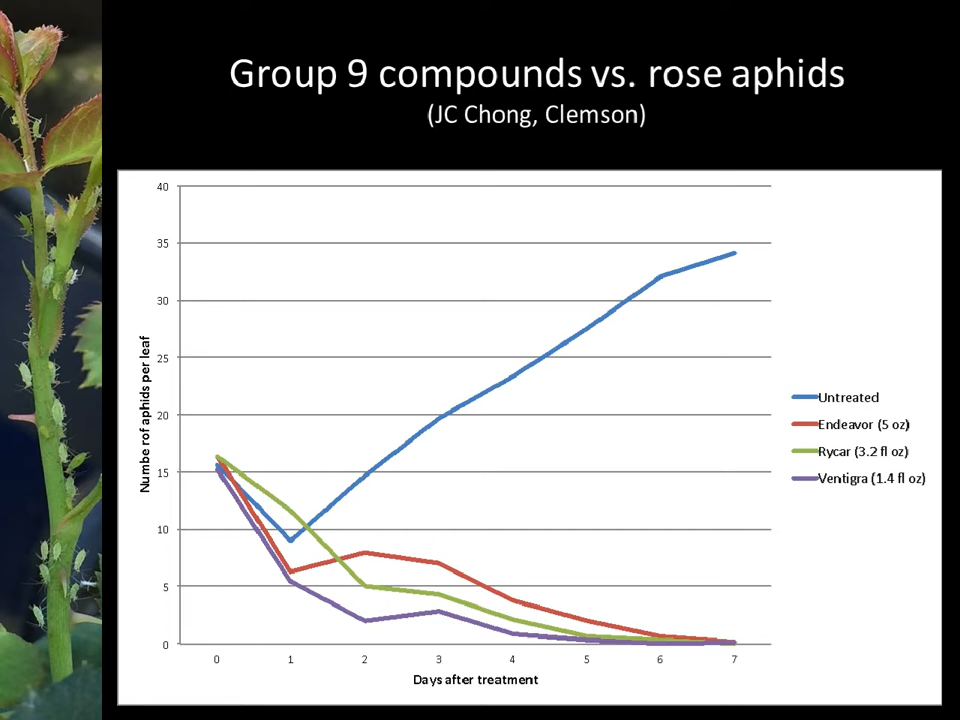 Group 9 compounds vs. rose aphids
(JC Chong, Clemson)
40
35
30
25
20
15
10
5
0
Numbe rof aphids per leaf
0 1 2 3 4 5 6 7
Days after treatment
Untreated
Endeavor (5 oz)
Rycar (3.2 fl oz)
Ventigra (1.4 fl oz)